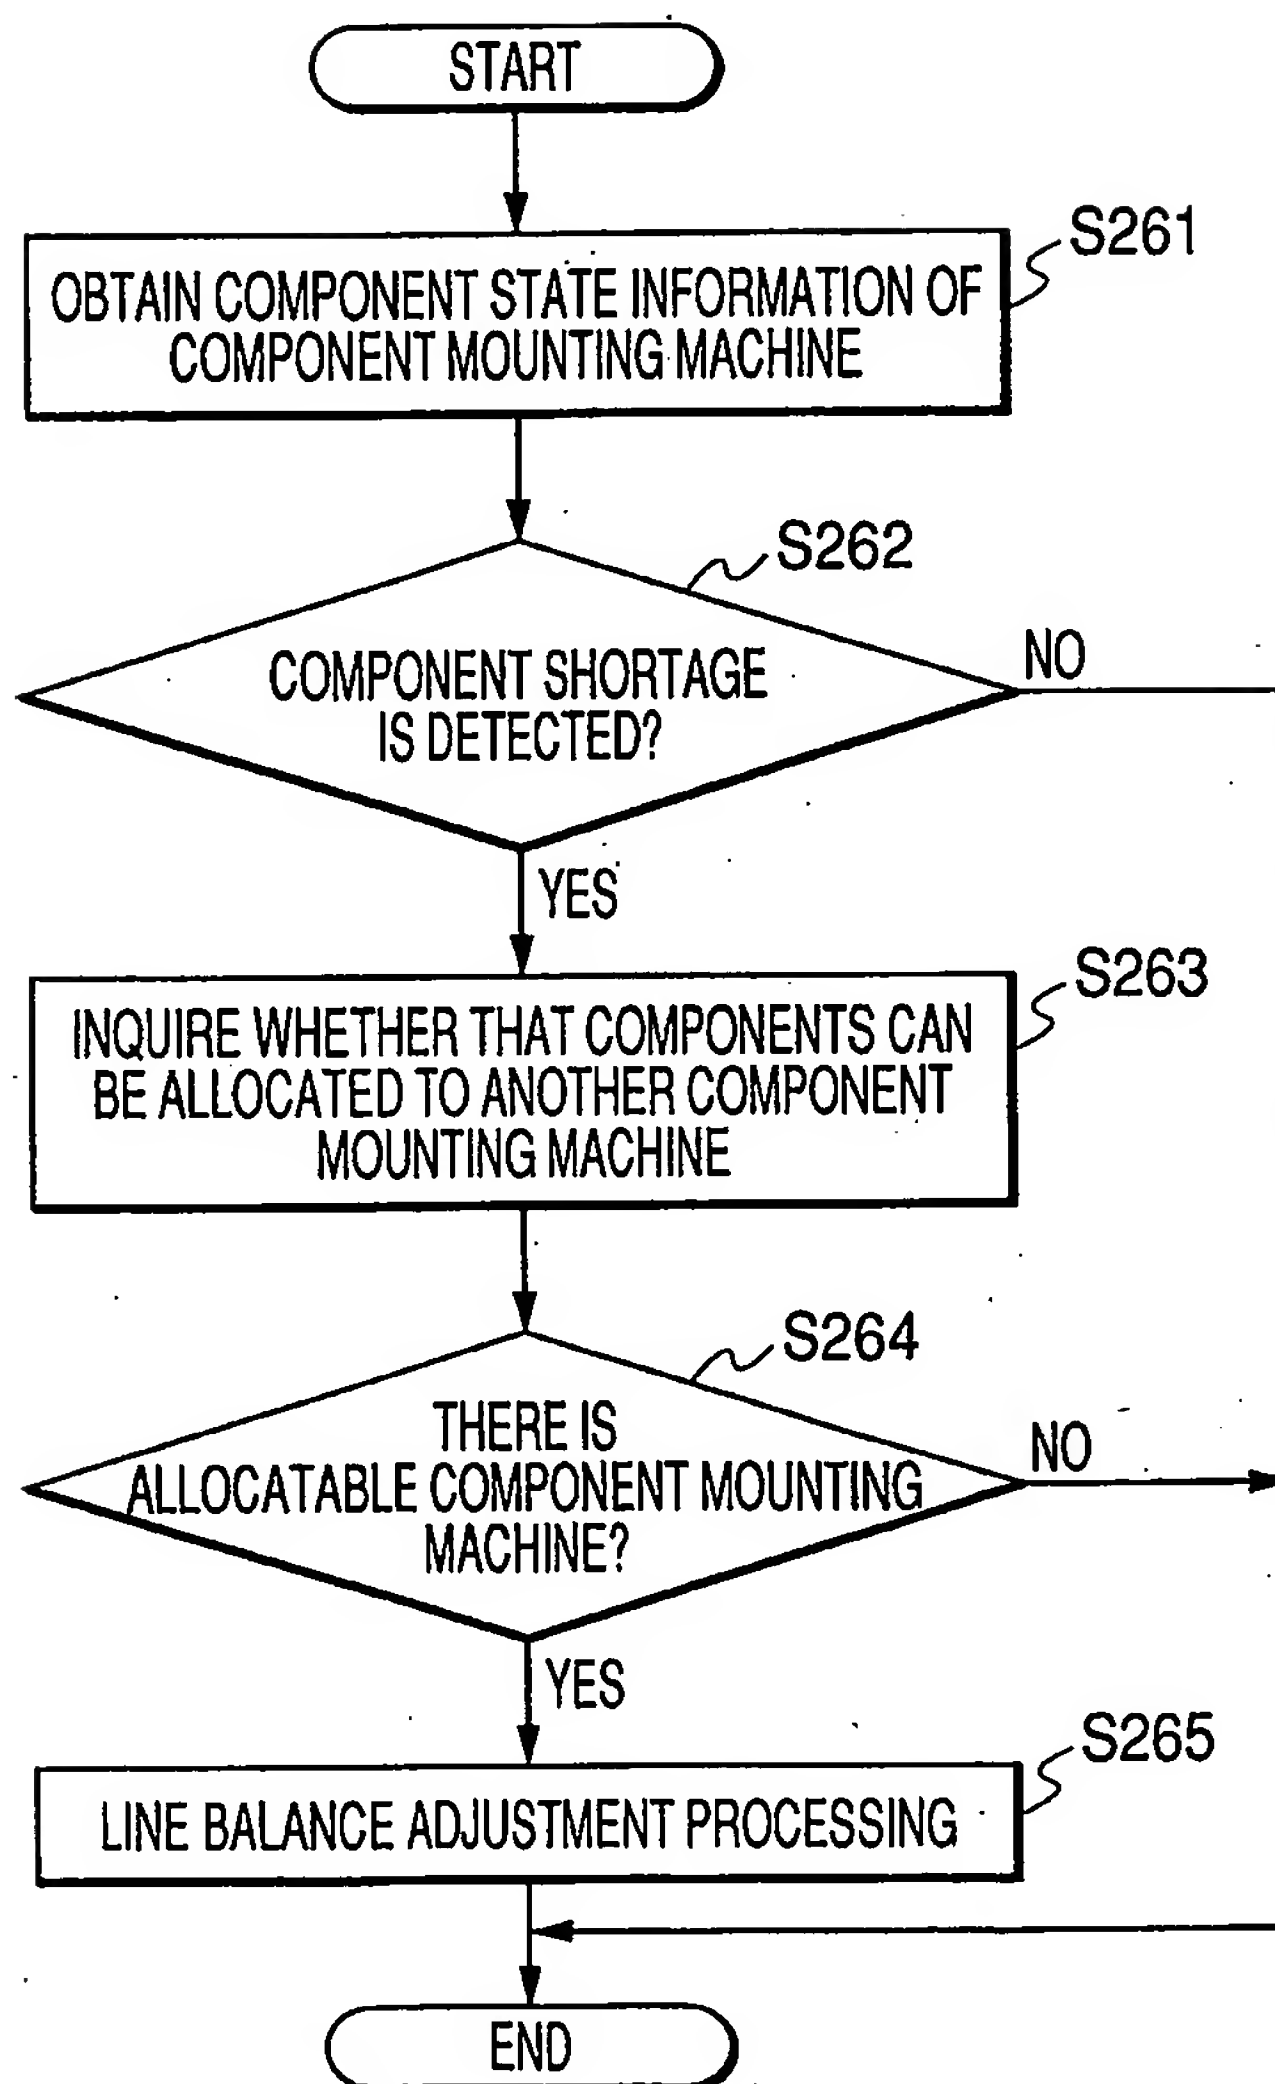 START
S261
OBTAIN COMPONENT STATE INFORMATION OF
COMPONENT MOUNTING MACHINE
S262
COMPONENT SHORTAGE
IS DETECTED?
NO
YES
S263
INQUIRE WHETHER THAT COMPONENTS CAN
BE ALLOCATED TO ANOTHER COMPONENT
MOUNTING MACHINE
S264
THERE IS
ALLOCATABLE COMPONENT MOUNTING
MACHINE?
NO
YES
S265
LINE BALANCE ADJUSTMENT PROCESSING
END